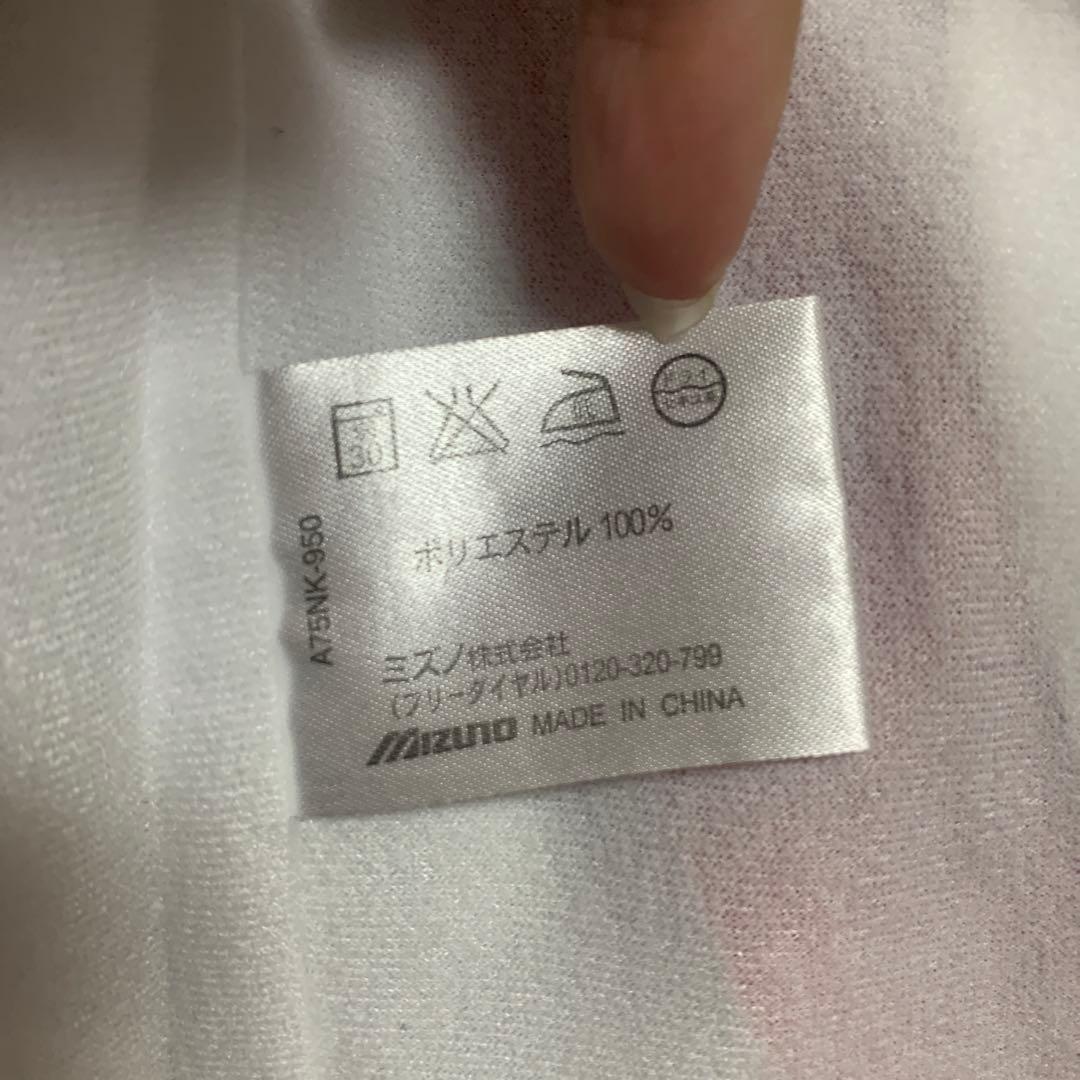 30
ポリエステル 100%
A75NK-950
ミズノ株式会社
(フリーダイヤル)0120-320-799
MIZUNO MADE IN CHINA